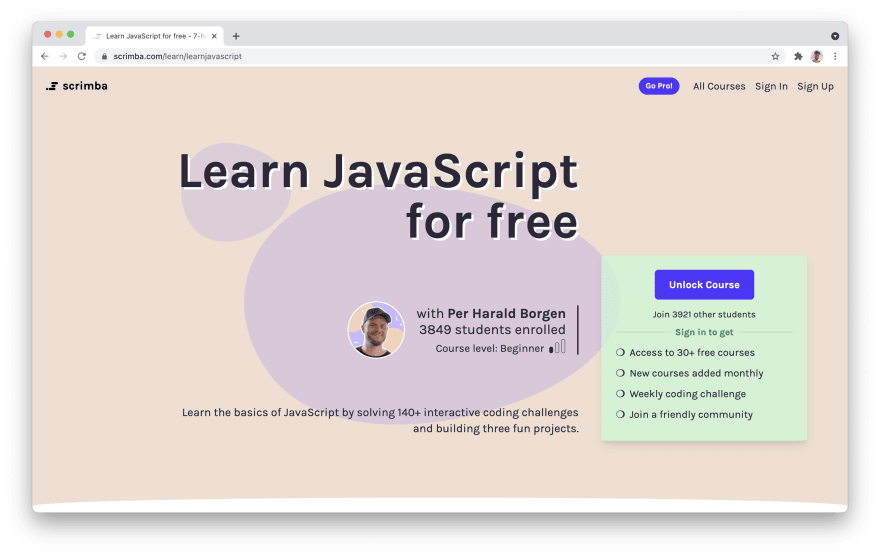 Learn JavaScript for free - 7-h
scrimba.com/learn/learnjavascript
scrimba
Go Pro!
All Courses
Sign In
Sign Up
Learn JavaScript
for free
with Per Harald Borgen
3849 students enrolled
Course level: Beginner
Learn the basics of JavaScript by solving 140+ interactive coding challenges
and building three fun projects.
Unlock Course
Join 3921 other students
Sign in to get
Access to 30+ free courses
New courses added monthly
Weekly coding challenge
Join a friendly community